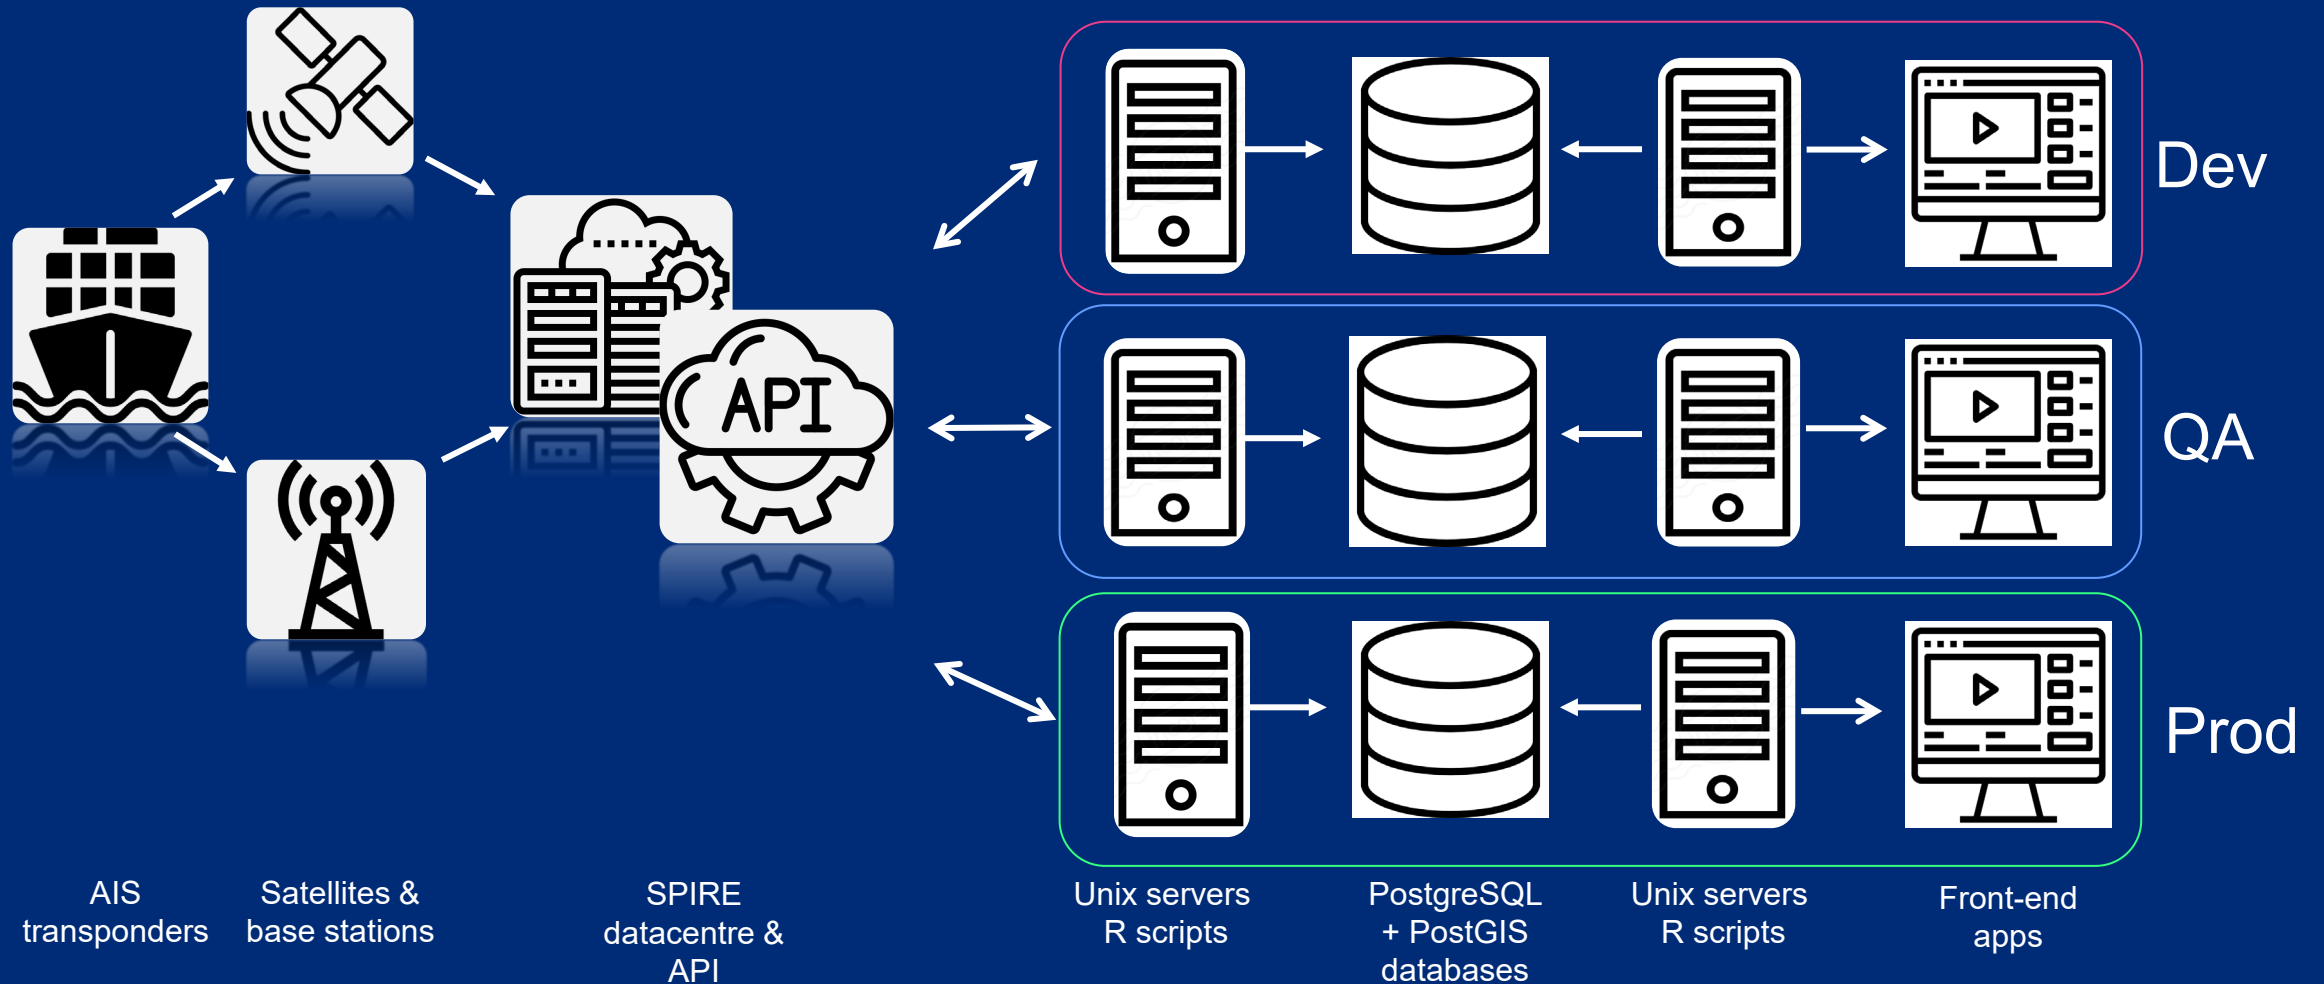 API
Dev
QA
Prod
AIS
transponders
Satellites &
base stations
SPIRE
datacentre &
API
Unix servers
R scripts
PostgreSQL
+ PostGIS
databases
Unix servers
R scripts
Front-end
apps